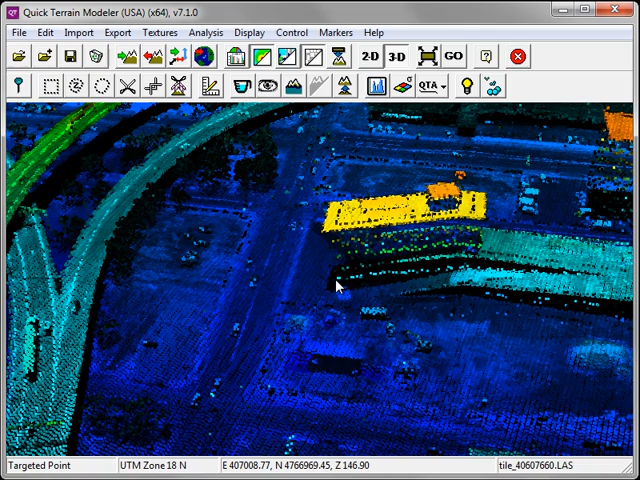 QT Quick Terrain Modeler (USA) (x64), v7.1.0
File Edit Import Export Textures Analysis Display Control Markers Help
2-D 3-D GO
QTA
Targeted Point UTM Zone 18 N E 407008.77, N 4766969.45, Z 146.90 tile_40607660.LAS